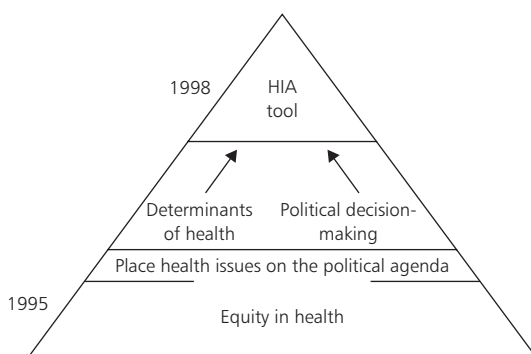 1998
HIA
tool
Determinants
of health
Political decision-
making
Place health issues on the political agenda
1995
Equity in health